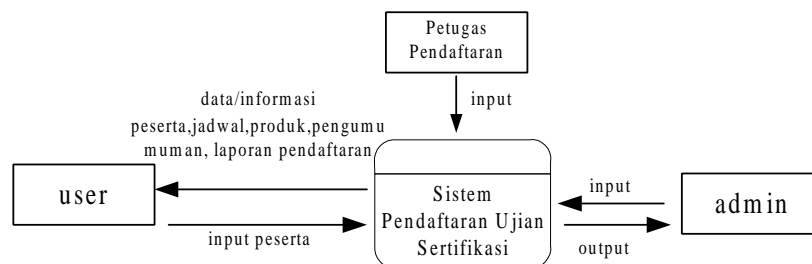 Petugas
Pendaftaran
input
data/informasi
peserta,jadwal,produk,pengumu
muman, laporan pendaftaran
user
input peserta
Sistem
Pendaftaran Ujian
Sertifikasi
input
output
admin